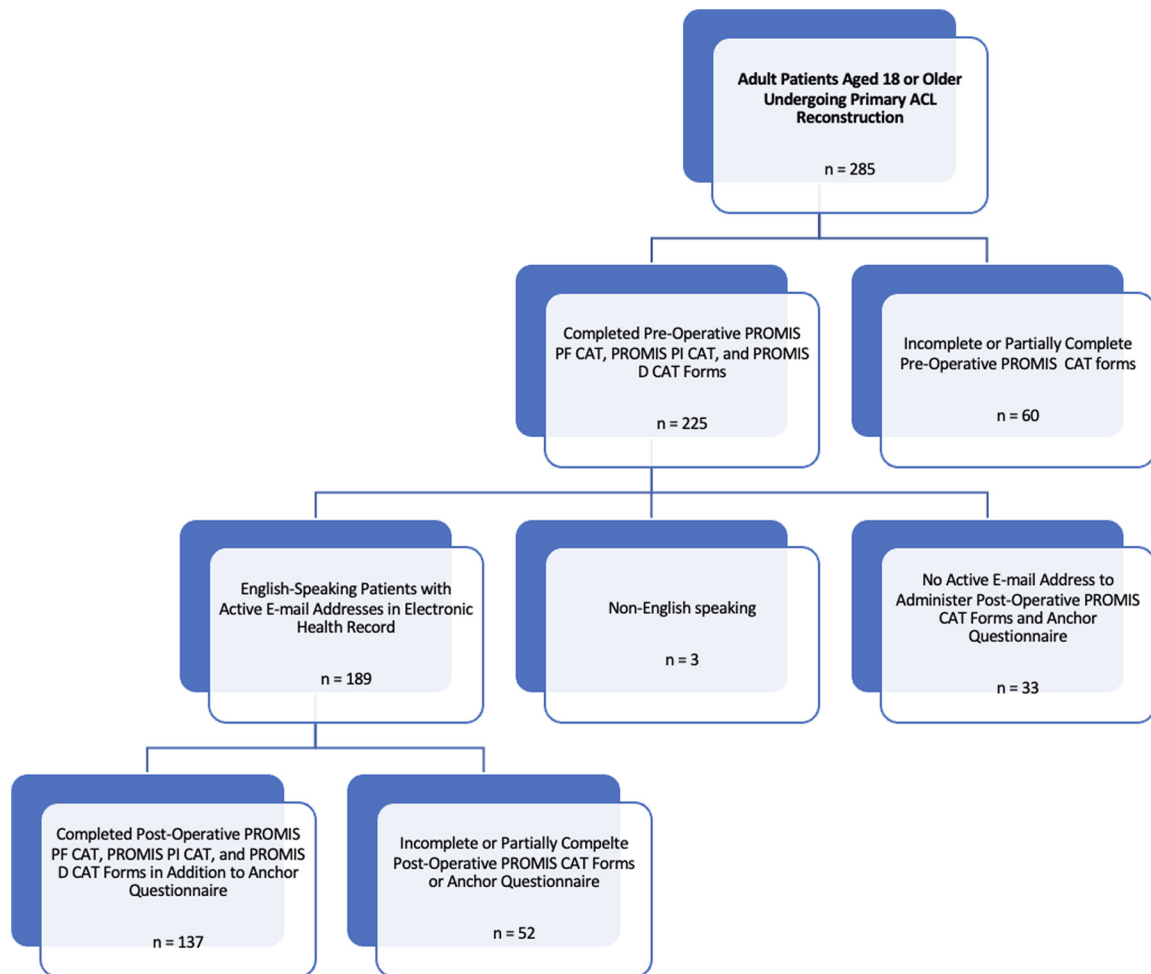 Adult Patients Aged 18 or Older
Undergoing Primary ACL
Reconstruction
n = 285
Completed Pre-Operative PROMIS
PF CAT, PROMIS PI CAT, and PROMIS
D CAT Forms
n = 225
Incomplete or Partially Complete
Pre-Operative PROMIS CAT forms
n = 60
English-Speaking Patients with
Active E-mail Addresses in Electronic
Health Record
n = 189
Non-English speaking
n = 3
No Active E-mail Address to
Administer Post-Operative PROMIS
CAT Forms and Anchor
Questionnaire
n = 33
Completed Post-Operative PROMIS
PF CAT, PROMIS PI CAT, and PROMIS
D CAT Forms in Addition to Anchor
Questionnaire
n = 137
Incomplete or Partially Compelte
Post-Operative PROMIS CAT Forms
or Anchor Questionnaire
n = 52